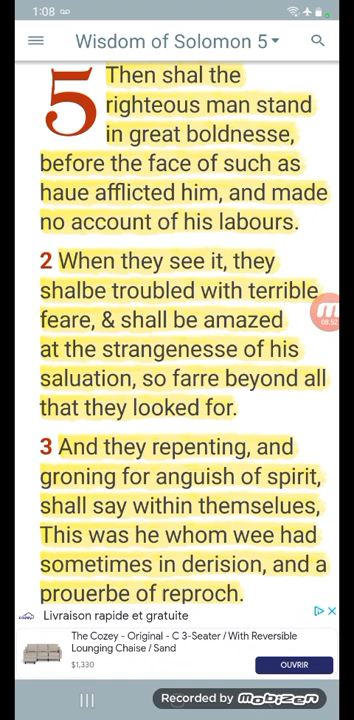 1:08
Wisdom of Solomon 5
5 Then shal the
righteous man stand
in great boldnesse,
before the face of such as
haue afflicted him, and made
no account of his labours.
2 When they see it, they
shalbe troubled with terrible
feare, & shall be amazed
at the strangenesse of his
saluation, so farre beyond all
that they looked for.
3 And they repenting, and
groning for anguish of spirit,
shall say within themselues,
This was he whom wee had
sometimes in derision, and a
prouerbe of reproch.
08:52
Livraison rapide et gratuite
The Cozey - Original - C 3-Seater / With Reversible
Lounging Chaise / Sand
$1,330
OUVRIR
Recorded by mobizen